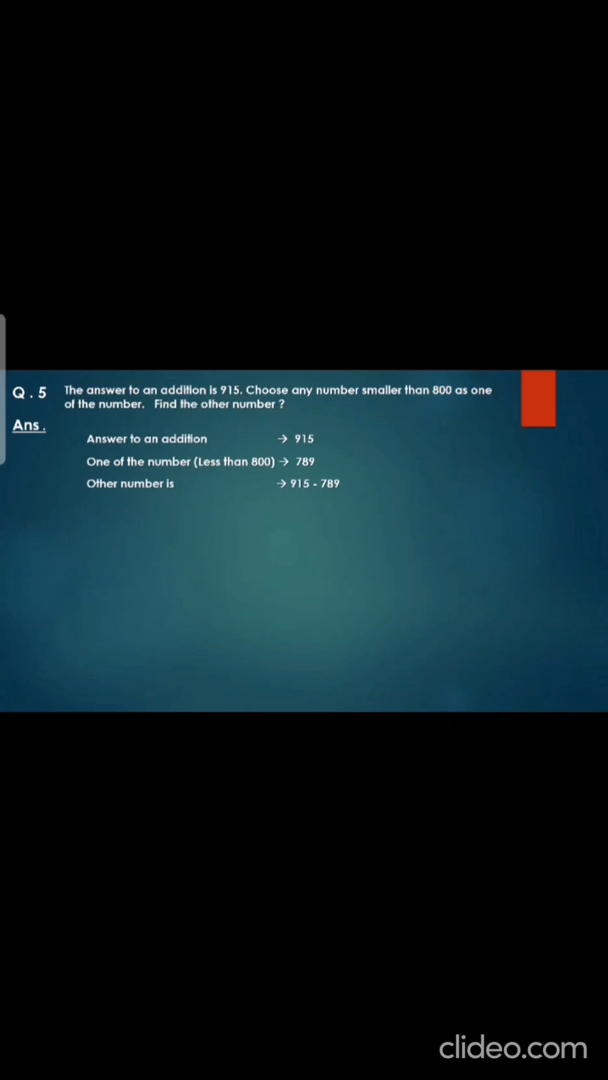 Q . 5 The answer to an addition is 915. Choose any number smaller than 800 as one
of the number. Find the other number ?
Ans .
Answer to an addition → 915
One of the number (Less than 800) → 789
Other number is → 915 - 789
clideo.com